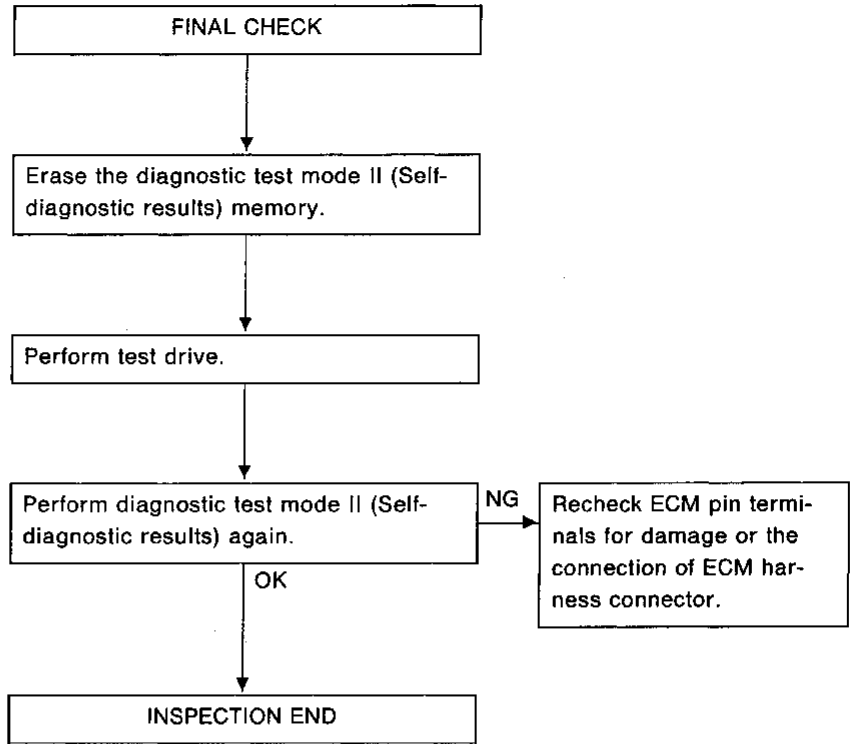 FINAL CHECK
Erase the diagnostic test mode II (Self-
diagnostic results) memory.
Perform test drive.
Perform diagnostic test mode II (Self-
diagnostic results) again.
NG
Recheck ECM pin termi-
nals for damage or the
connection of ECM har-
ness connector.
OK
INSPECTION END